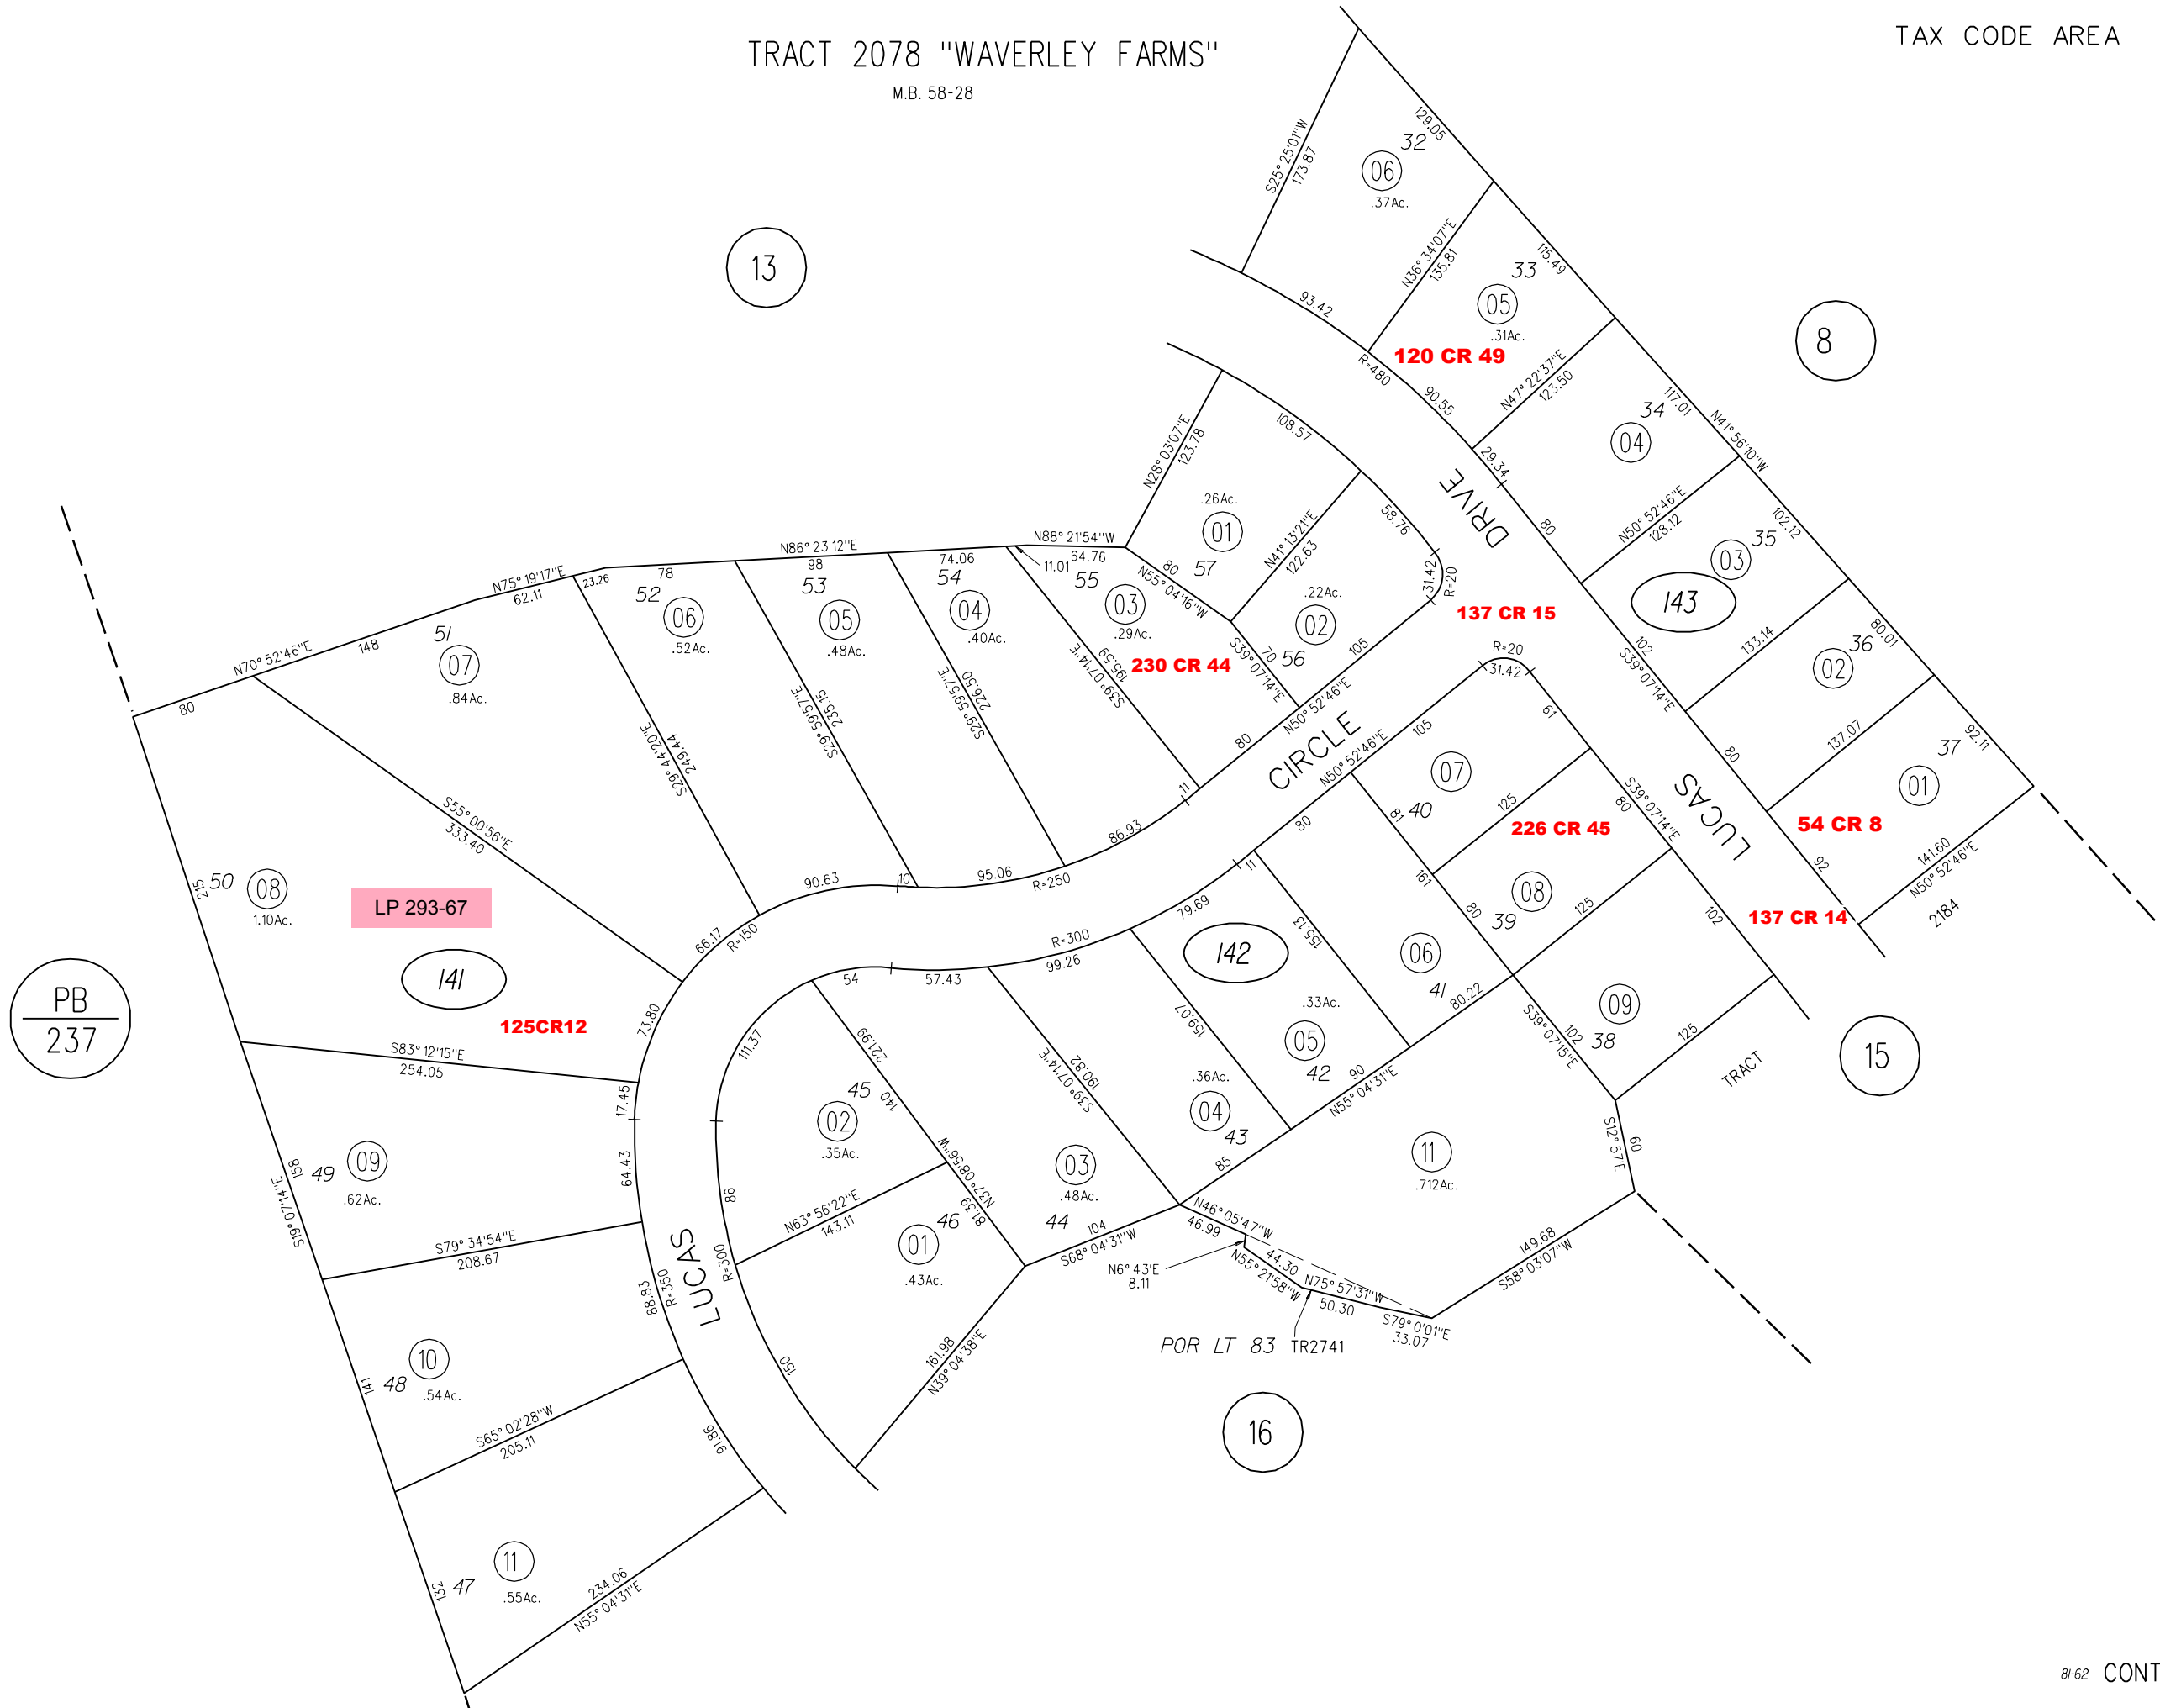 TRACT 2078 "WAVERLEY FARMS"
M.B. 58-28
TAX CODE AREA
13
8
S25° 25'01"W
173.87
129.05
32
06
.37Ac.
N36° 34'07"E
135.81
115.49
33
05
.31Ac.
93.42
R=480
120 CR 49
90.55
N47° 22'37"E
123.50
117.01
N41° 56'10"W
34
04
29.34
DRIVE
80
N50° 52'46"E
128.12
102.12
35
03
143
102
S39° 07'14"E
133.14
80.01
36
02
80
137.07
92.11
37
01
LUCAS
54 CR 8
92
141.60
N50° 52'46"E
2184
137 CR 14
108.57
N28° 03'07"E
123.78
.26Ac.
01
57
58.76
N41° 13'21"E
122.63
31.42
R=20
.22Ac.
02
56
137 CR 15
105
N50° 52'46"E
80
N55° 04'16"W
70
S39° 07'14"E
N88° 21'54"W
64.76
11.01
55
03
.29Ac.
230 CR 44
195.59
S39° 07'14"E
80
11
N86° 23'12"E
74.06
54
04
.40Ac.
226.50
S29° 59'57"E
98
53
05
.48Ac.
235.15
S29° 59'57"E
78
23.26
52
06
.52Ac.
249.44
S29° 44'20"E
N75° 19'17"E
62.11
51
07
.84Ac.
N70° 52'46"E
148
80
S55° 00'56"E
333.40
215
50
08
1.10Ac.
LP 293-67
141
125CR12
PB
237
S83° 12'15"E
254.05
73.80
66.17
R=150
90.63
10
95.06
R=250
86.93
17.45
64.43
158
S19° 07'14"E
49
09
.62Ac.
S79° 34'54"E
208.67
88.83
R=350
LUCAS
141
48
10
.54Ac.
S65° 02'28"W
205.11
91.86
132
47
11
.55Ac.
234.06
N55° 04'31"E
CIRCLE
R=20
31.42
105
N50° 52'46"E
61
07
40
81
125
226 CR 45
S39° 07'14"E
80
80
11
161
80
08
39
125
102
79.69
155.13
142
06
41
80.22
R=300
99.26
57.43
54
111.37
221.99
140
45
02
.35Ac.
190.82
S39° 07'14"E
159.07
.33Ac.
05
42
90
N55° 04'31"E
.36Ac.
04
43
85
S39° 07'15"E
102
09
38
125
TRACT
15
98
R=300
N63° 56'22"E
143.11
N37° 08'56"W
81.39
46
01
.43Ac.
03
.48Ac.
44
104
S68° 04'31"W
150
161.98
N39° 04'38"E
11
.712Ac.
S12° 57'E
60
149.68
S58° 03'07"W
N46° 05'47"W
46.99
N6° 43'E
8.11
44.30
N55° 21'58"W
N75° 57'31"W
50.30
S79° 0'01"E
33.07
POR LT 83 TR2741
16
81-62 CONT